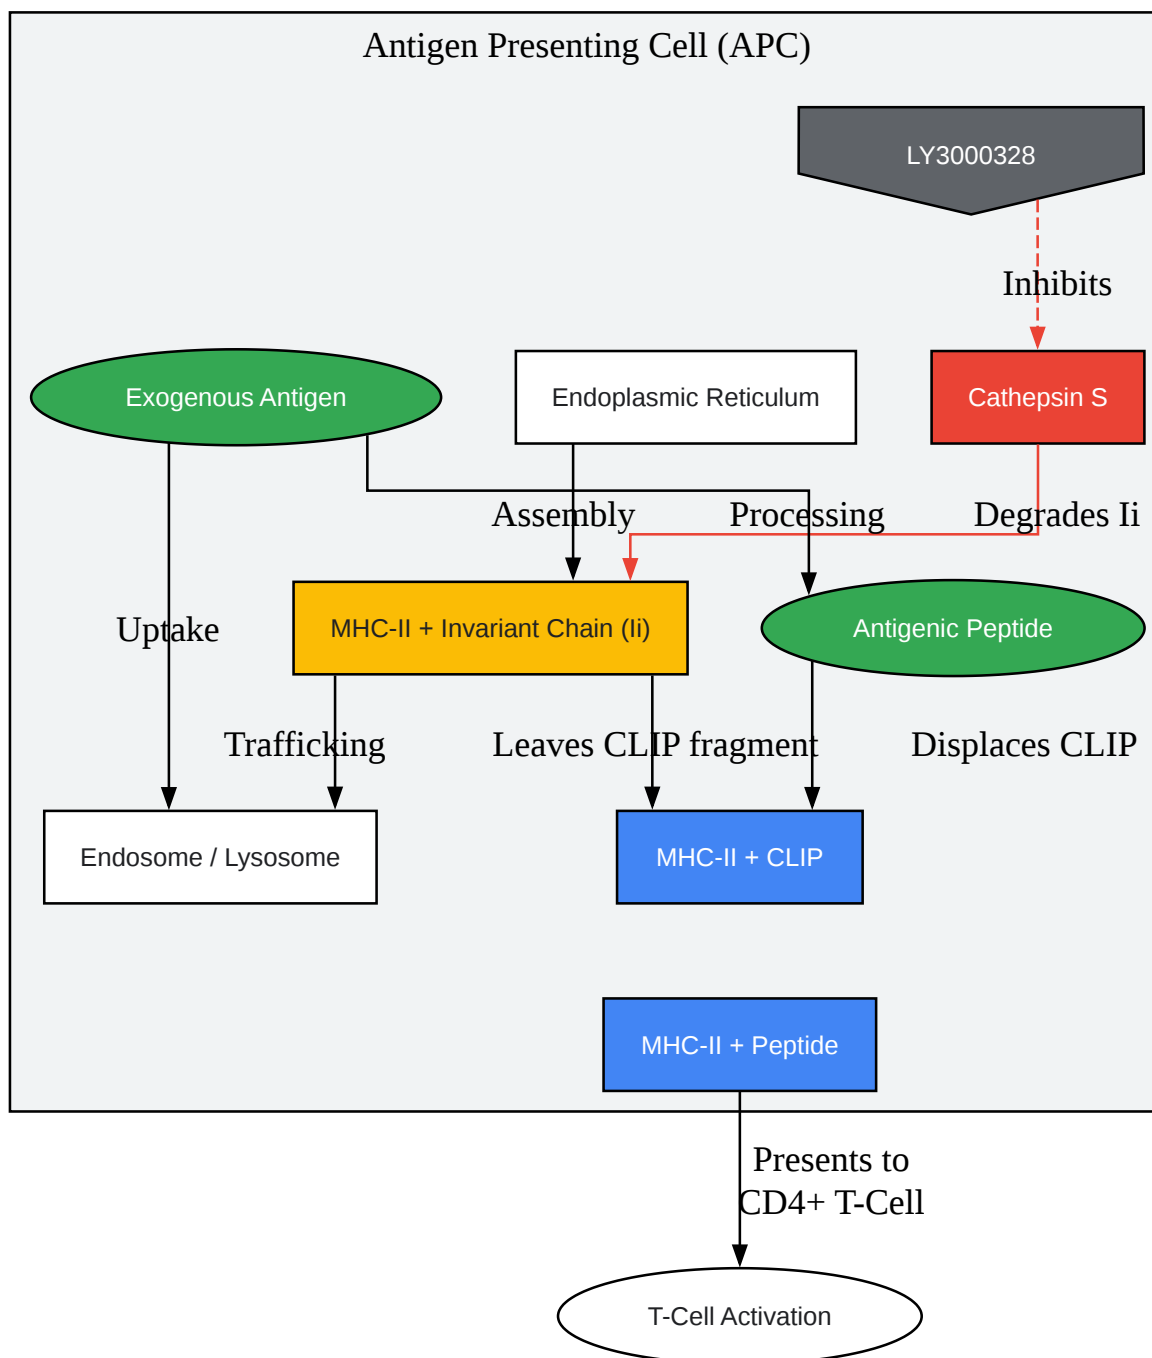 Antigen Presenting Cell (APC)
LY3000328
Inhibits
Exogenous Antigen
Endoplasmic Reticulum
Cathepsin S
Assembly
Processing
Degrades Ii
Uptake
MHC-II + Invariant Chain (Ii)
Antigenic Peptide
Trafficking
Leaves CLIP fragment
Displaces CLIP
Endosome / Lysosome
MHC-II + CLIP
MHC-II + Peptide
Presents to
CD4+ T-Cell
T-Cell Activation